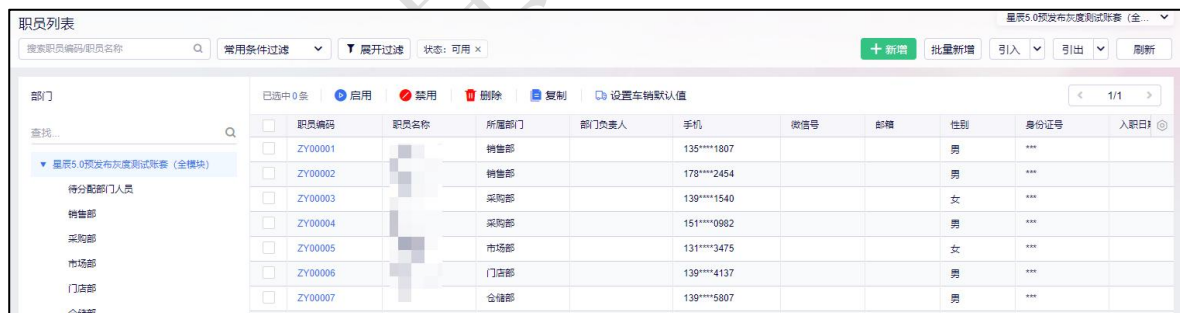 职员列表
星辰5.0预发布灰度测试账套（全...
搜索职员编码/职员名称
常用条件过滤
展开过滤
状态：可用 ×
+ 新增
批量新增
引入
引出
刷新
部门
已选中0条
启用
禁用
删除
复制
设置车销默认值
< 1/1 >
查找...
职员编码 职员名称 所属部门 部门负责人 手机 微信号 邮箱 性别 身份证号 入职日期
星辰5.0预发布灰度测试账套（全模块）
待分配部门人员
销售部
采购部
市场部
门店部
仓储部
ZY00001 销售部 135****1807 男 ***
ZY00002 销售部 178****2454 男 ***
ZY00003 采购部 139****1540 女 ***
ZY00004 采购部 151****0982 男 ***
ZY00005 市场部 131****3475 女 ***
ZY00006 门店部 139****4137 男 ***
ZY00007 仓储部 139****5807 男 ***